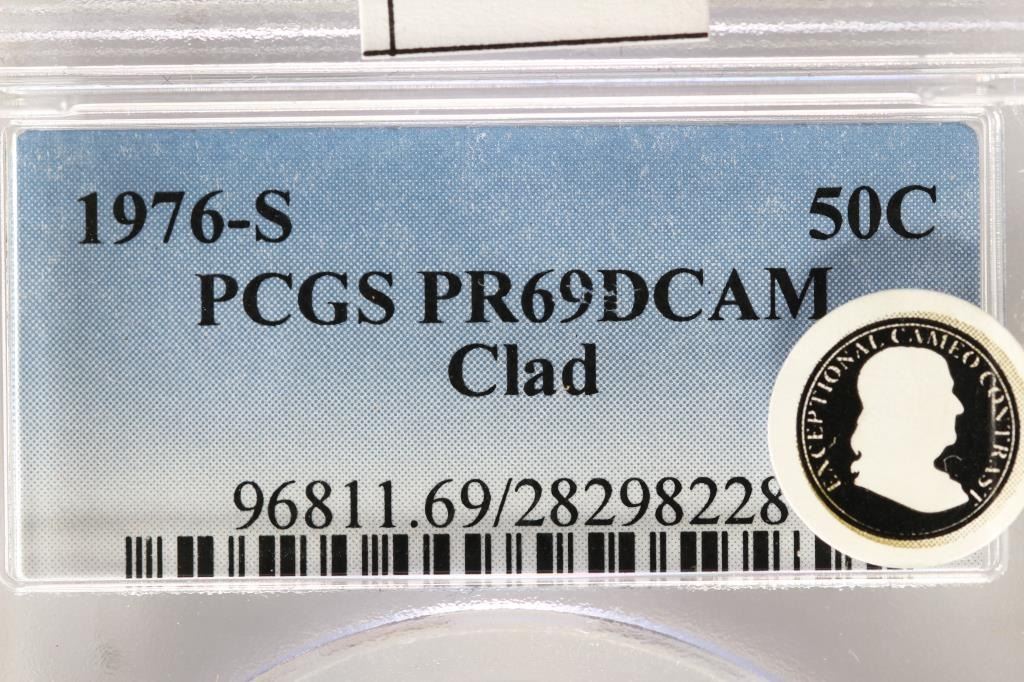 1976-S 50C
PCGS PR69DCAM
Clad
96811.69/28298228
EXCEPTIONAL CAMEO CONTRAST